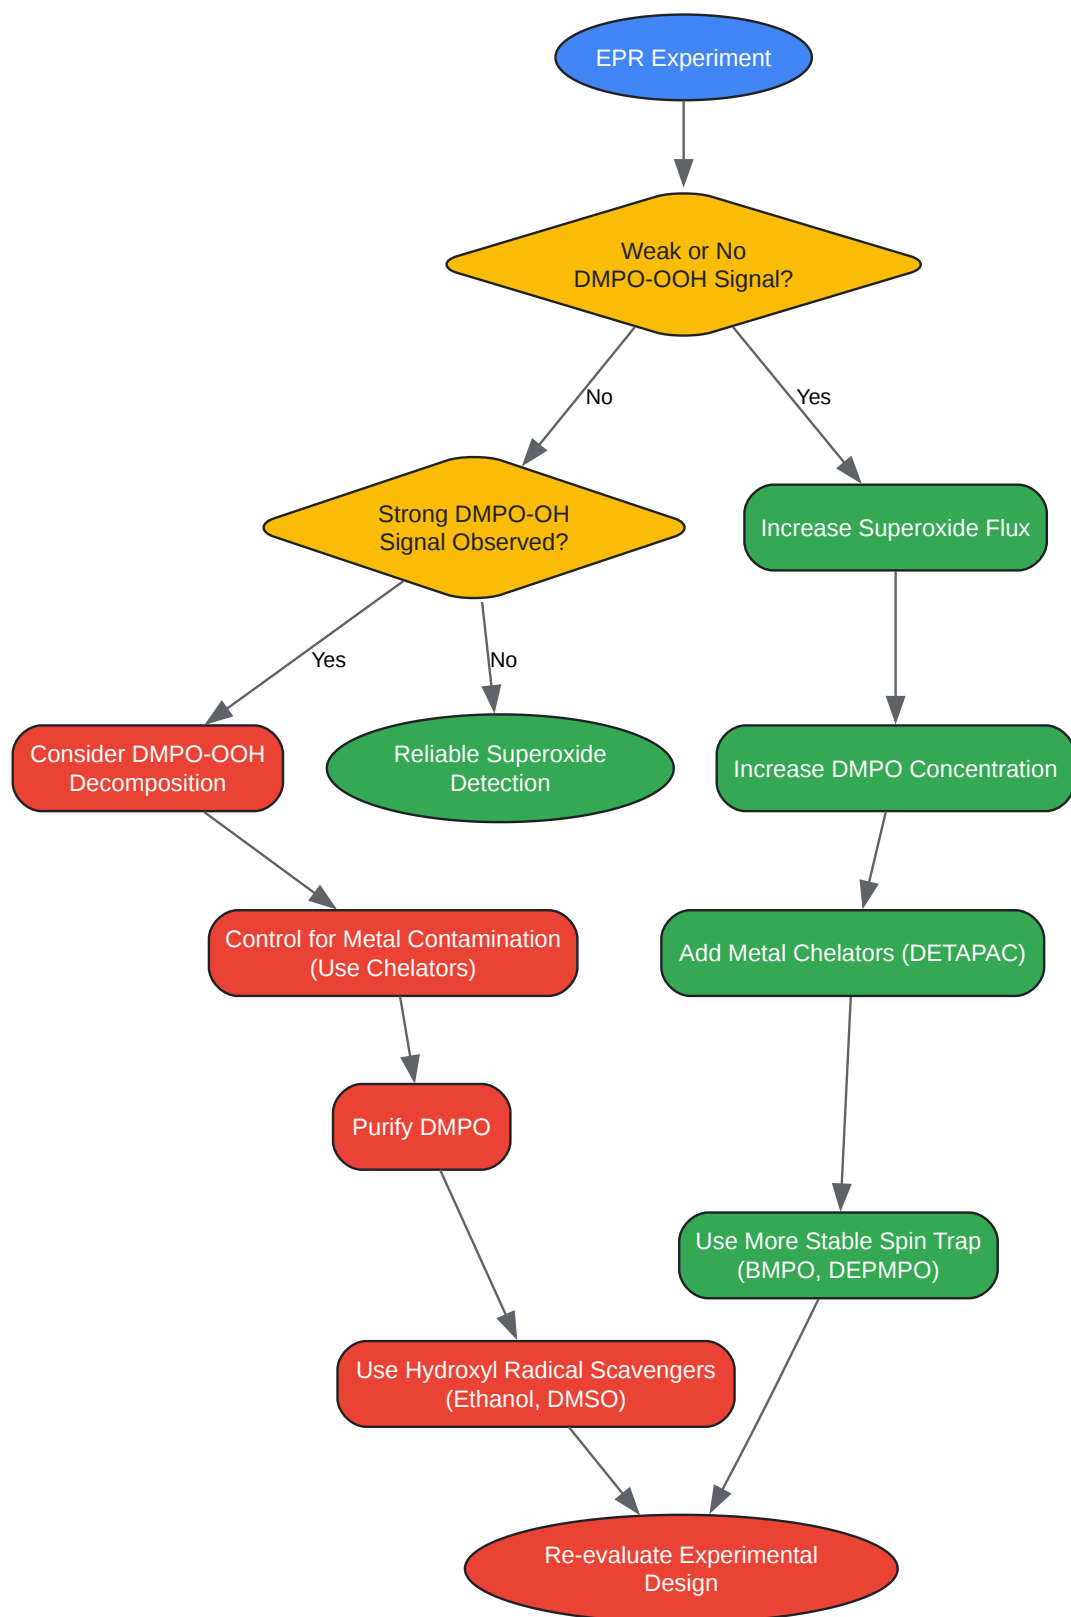 EPR Experiment
Weak or No
DMPO-OOH Signal?
No
Yes
Strong DMPO-OH
Signal Observed?
Increase Superoxide Flux
Yes
No
Consider DMPO-OOH
Decomposition
Reliable Superoxide
Detection
Increase DMPO Concentration
Control for Metal Contamination
(Use Chelators)
Add Metal Chelators (DETAPAC)
Purify DMPO
Use More Stable Spin Trap
(BMPO, DEPMPO)
Use Hydroxyl Radical Scavengers
(Ethanol, DMSO)
Re-evaluate Experimental
Design